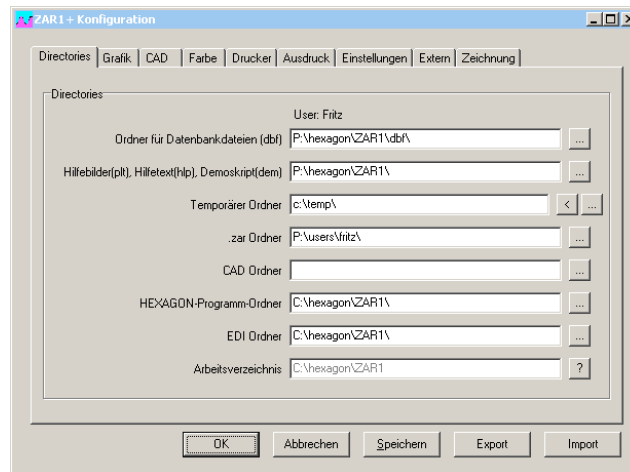 ZAR1+ Konfiguration
Directories Grafik CAD Farbe Drucker Ausdruck Einstellungen Extern Zeichnung
Directories
User: Fritz
Ordner für Datenbankdateien (dbf) P:\hexagon\ZAR1\dbf\ ...
Hilfebilder(plt), Hilfetext(hlp), Demoskript(dem) P:\hexagon\ZAR1\ ...
Temporärer Ordner c:\temp\ < ...
.zar Ordner P:\users\fritz\ ...
CAD Ordner ...
HEXAGON-Programm-Ordner C:\hexagon\ZAR1\ ...
EDI Ordner C:\hexagon\ZAR1\ ...
Arbeitsverzeichnis C:\hexagon\ZAR1 ?
OK Abbrechen Speichern Export Import